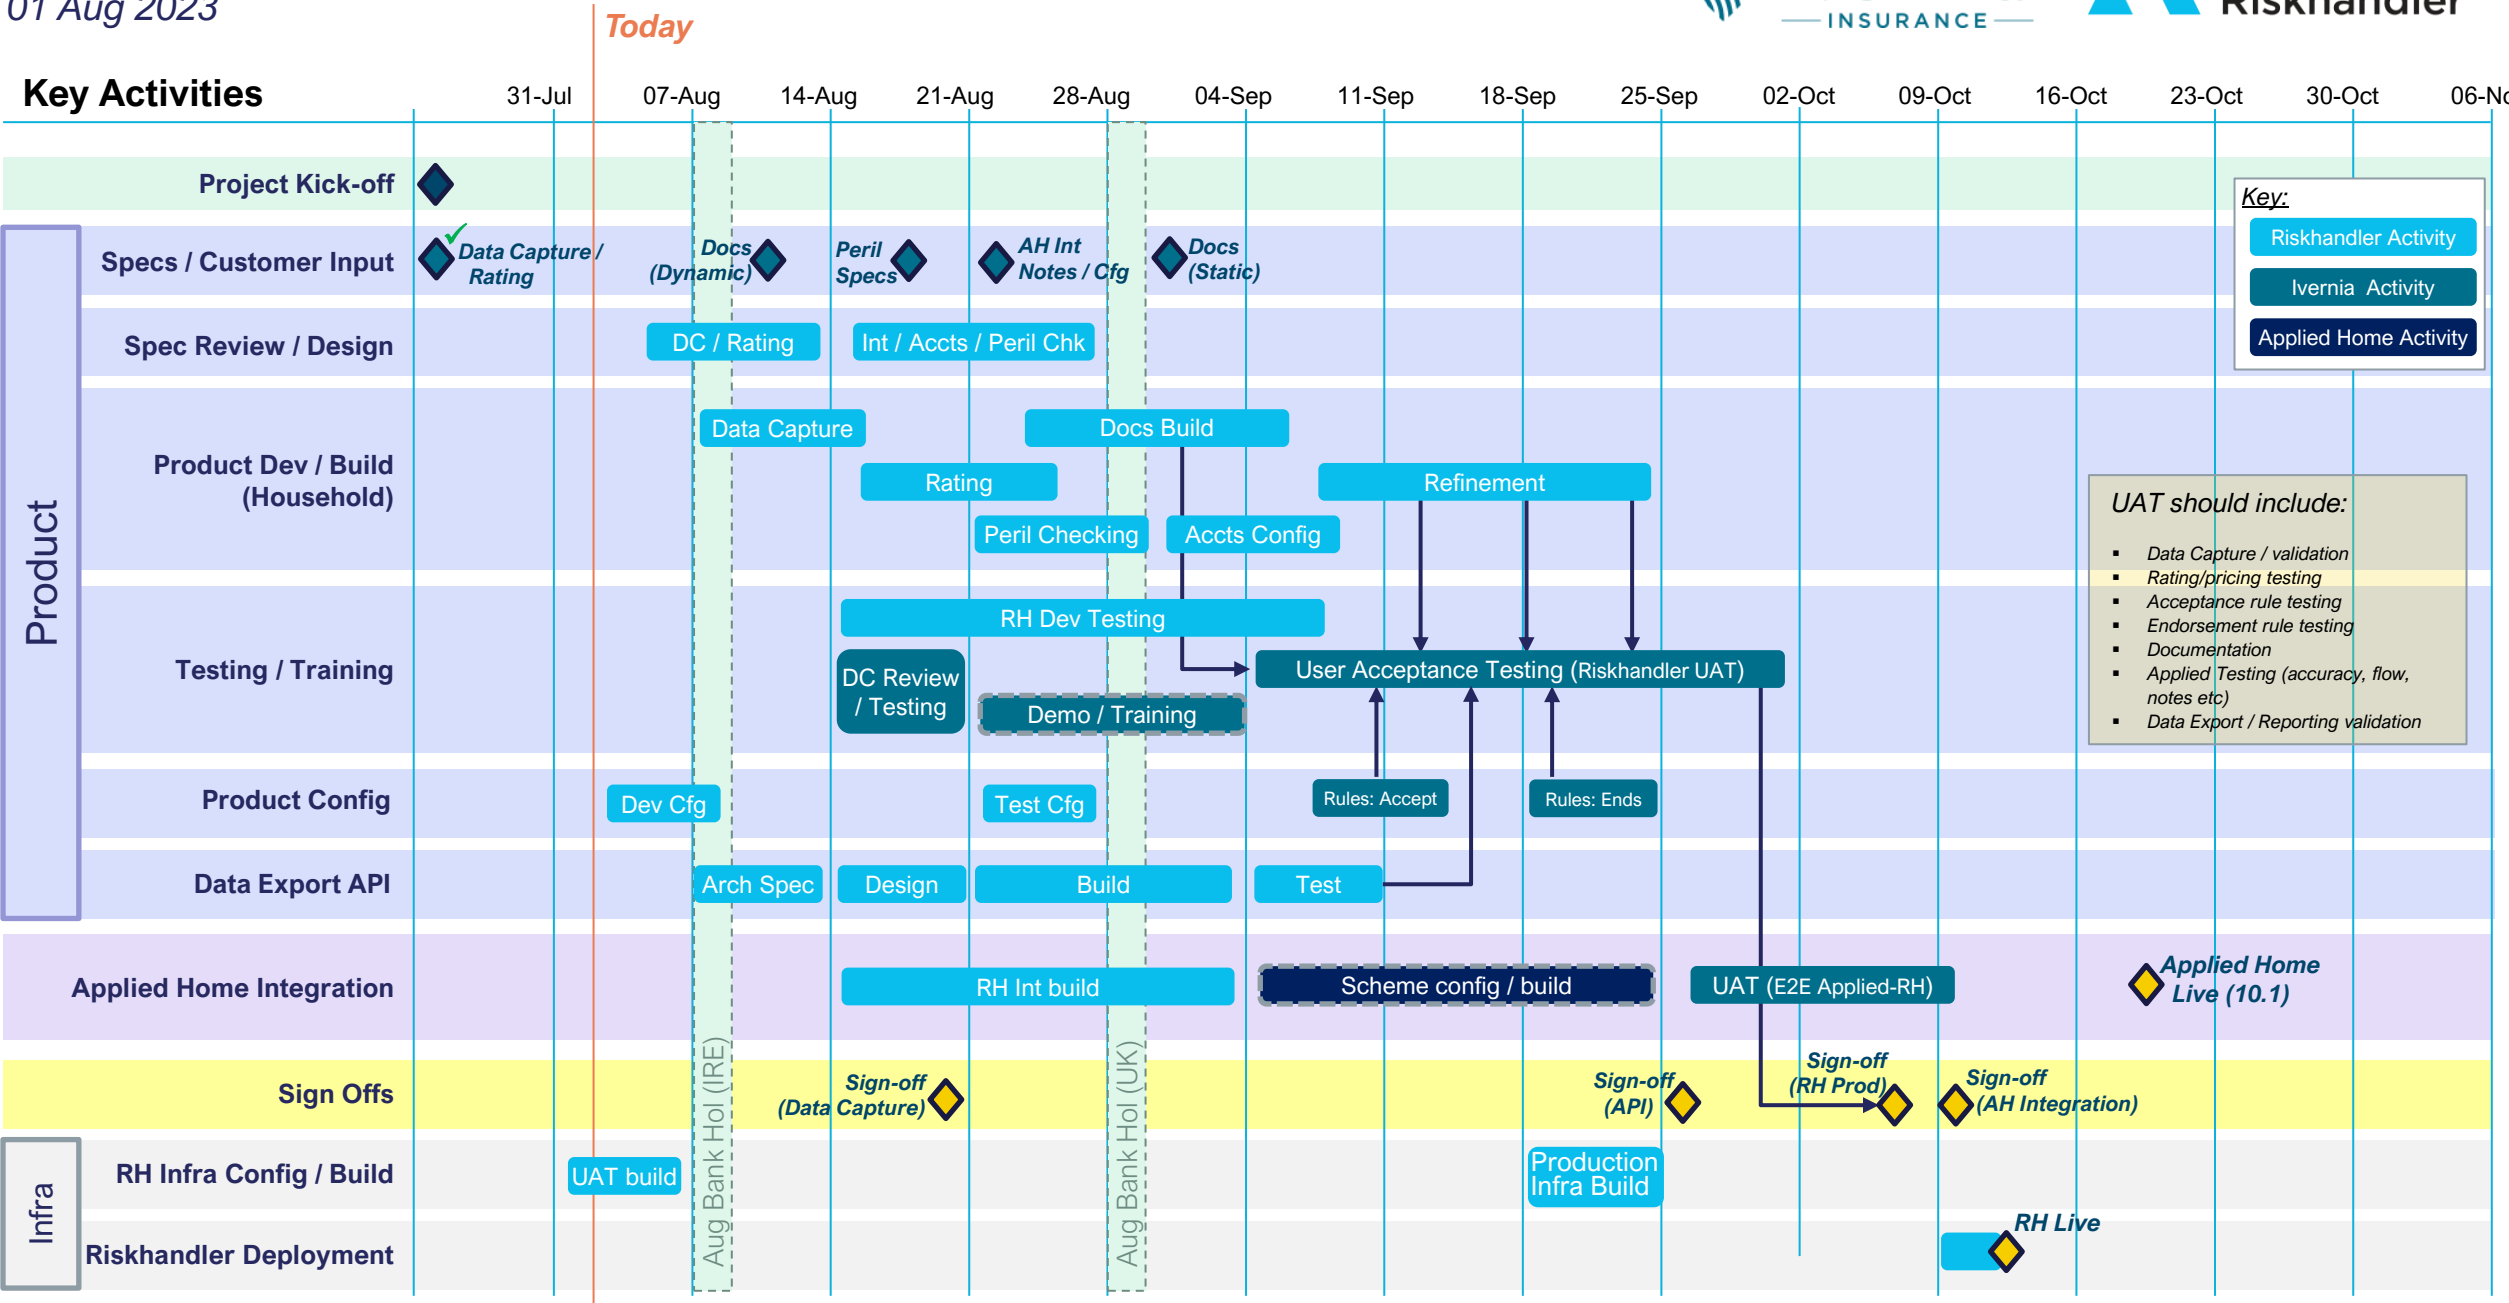 01 Aug 2023
Today
INSURANCE
Riskhandler
Key Activities
31-Jul
07-Aug
14-Aug
21-Aug
28-Aug
04-Sep
11-Sep
18-Sep
25-Sep
02-Oct
09-Oct
16-Oct
23-Oct
30-Oct
Project Kick-off
Key:
Riskhandler Activity
Ivernia Activity
Applied Home Activity
Product
Specs / Customer Input
Data Capture /
Rating
Docs
(Dynamic)
Peril
Specs
AH Int
Notes / Cfg
Docs
(Static)
Spec Review / Design
DC / Rating
Int / Accts / Peril Chk
Product Dev / Build
(Household)
Data Capture
Docs Build
Rating
Refinement
Peril Checking
Accts Config
UAT should include:
▪ Data Capture / validation
▪ Rating/pricing testing
▪ Acceptance rule testing
▪ Endorsement rule testing
▪ Documentation
▪ Applied Testing (accuracy, flow,
notes etc)
▪ Data Export / Reporting validation
Testing / Training
RH Dev Testing
DC Review
/ Testing
User Acceptance Testing (Riskhandler UAT)
Demo / Training
Product Config
Dev Cfg
Test Cfg
Rules: Accept
Rules: Ends
Data Export API
Arch Spec
Design
Build
Test
Applied Home Integration
RH Int build
Scheme config / build
UAT (E2E Applied-RH)
Applied Home
Live (10.1)
Aug Bank Hol (IRE)
Aug Bank Hol (UK)
Sign Offs
Sign-off
(Data Capture)
Sign-off
(API)
Sign-off
(RH Prod)
Sign-off
(AH Integration)
Infra
RH Infra Config / Build
UAT build
Production
Infra Build
Riskhandler Deployment
RH Live